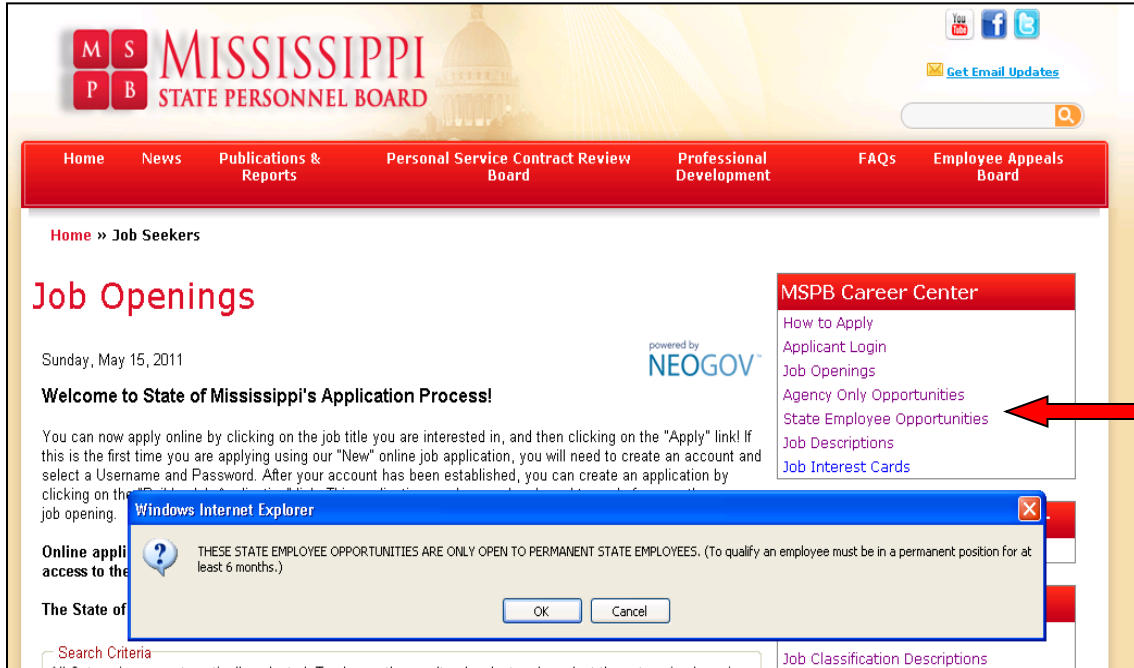 M S
P B
MISSISSIPPI
STATE PERSONNEL BOARD
You
Tube
f
Get Email Updates
Home News Publications & Reports Personal Service Contract Review Board Professional Development FAQs Employee Appeals Board
Home » Job Seekers
Job Openings
Sunday, May 15, 2011
powered by
NEOGOV
Welcome to State of Mississippi's Application Process!
You can now apply online by clicking on the job title you are interested in, and then clicking on the "Apply" link! If
this is the first time you are applying using our "New" online job application, you will need to create an account and
select a Username and Password. After your account has been established, you can create an application by
clicking on the
job opening.
Online appli
access to the
The State of
Search Criteria
MSPB Career Center
How to Apply
Applicant Login
Job Openings
Agency Only Opportunities
State Employee Opportunities
Job Descriptions
Job Interest Cards
Windows Internet Explorer
THESE STATE EMPLOYEE OPPORTUNITIES ARE ONLY OPEN TO PERMANENT STATE EMPLOYEES. (To qualify an employee must be in a permanent position for at
least 6 months.)
OK Cancel
Job Classification Descriptions